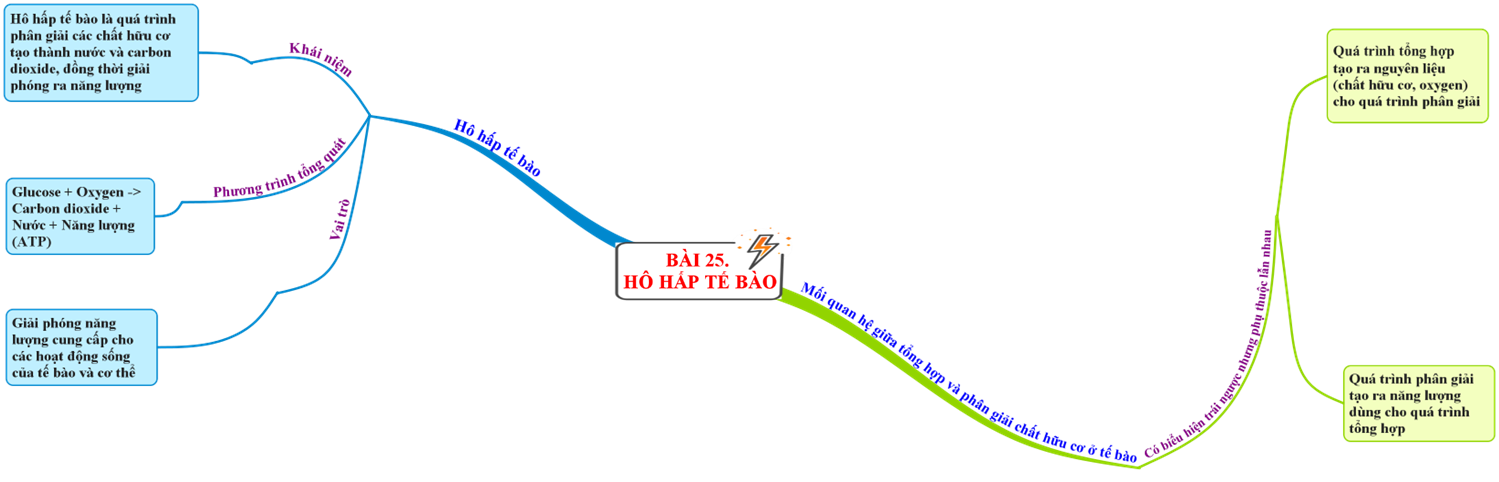 BÀI 25.
HÔ HẤP TẾ BÀO
Hô hấp tế bào
Khái niệm
Hô hấp tế bào là quá trình
phân giải các chất hữu cơ
tạo thành nước và carbon
dioxide, đồng thời giải
phóng ra năng lượng
Phương trình tổng quát
Glucose + Oxygen ->
Carbon dioxide +
Nước + Năng lượng
(ATP)
Vai trò
Giải phóng năng
lượng cung cấp cho
các hoạt động sống
của tế bào và cơ thể
Mối quan hệ giữa tổng hợp và phân giải chất hữu cơ ở tế bào
Có biểu hiện trái ngược nhưng phụ thuộc lẫn nhau
Quá trình tổng hợp
tạo ra nguyên liệu
(chất hữu cơ, oxygen)
cho quá trình phân giải
Quá trình phân giải
tạo ra năng lượng
dùng cho quá trình
tổng hợp